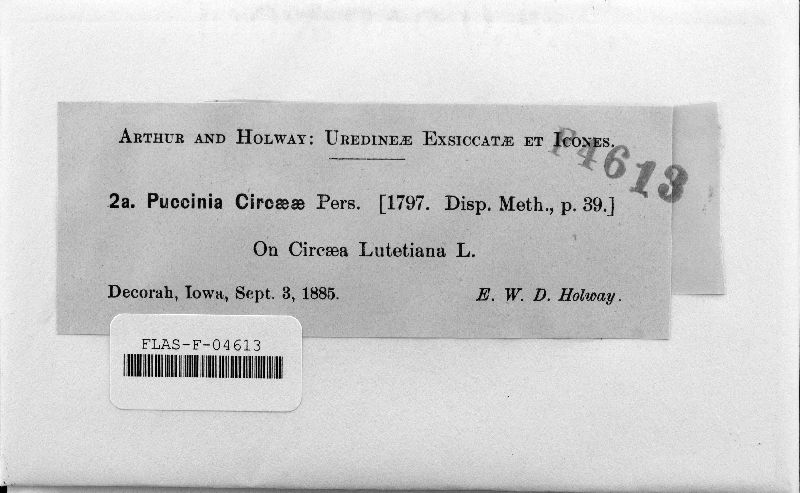 ARTHUR AND HOLWAY: UREDINEÆ EXSICCATÆ ET ICONES.
F4613
2a. Puccinia Circææ Pers. [1797. Disp. Meth., p. 39.]
On Circæa Lutetiana L.
Decorah, Iowa, Sept. 3, 1885. E. W. D. Holway.
FLAS-F-04613